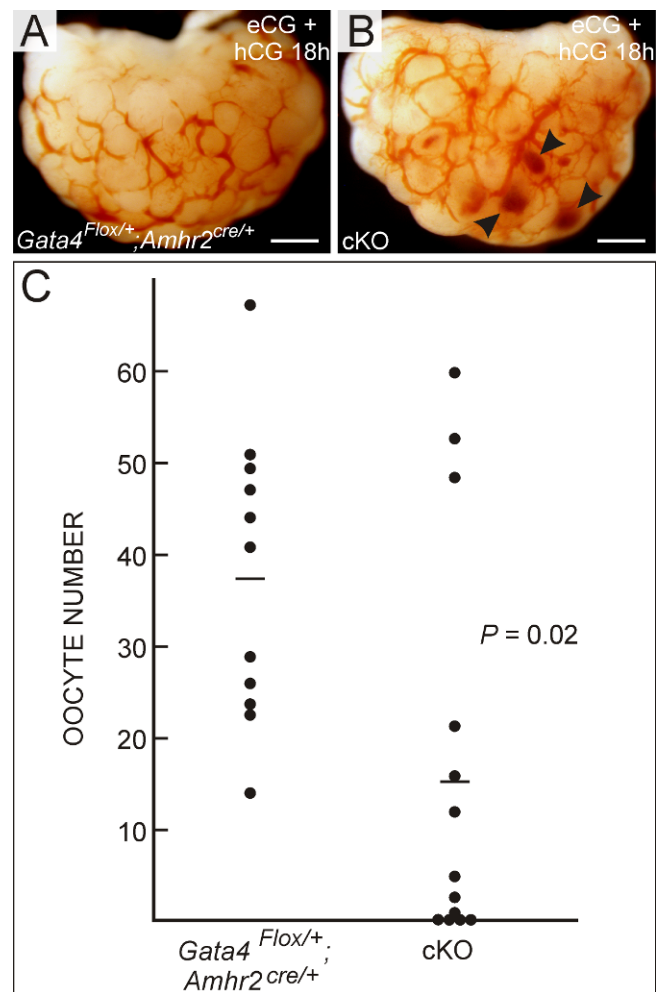 A
eCG +
hCG 18h
Gata4Flox/+;Amhr2cre/+
B
eCG +
hCG 18h
cKO
C
60
50
40
30
20
10
OOCYTE NUMBER
P = 0.02
Gata4 Flox/+;
Amhr2 cre/+
cKO